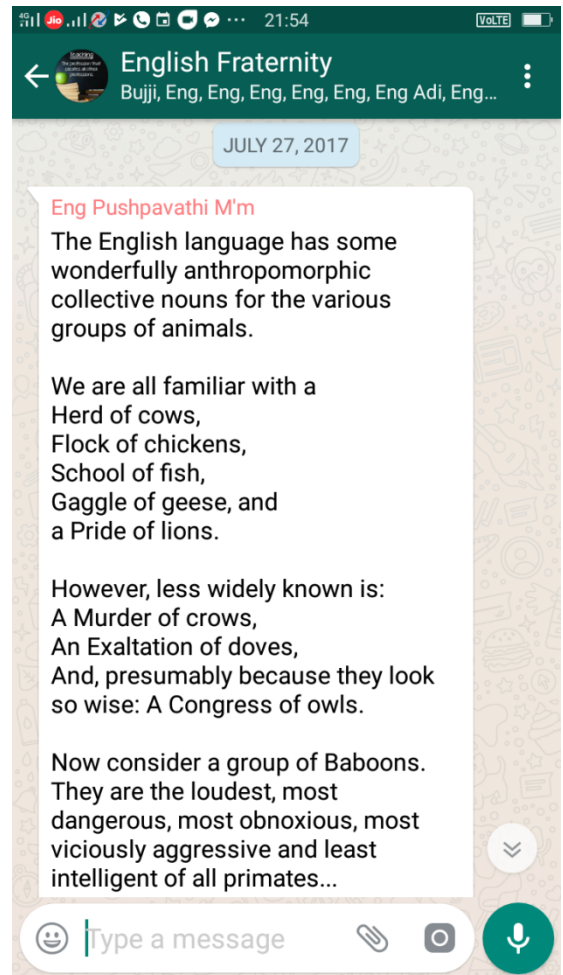 4G Jio 21:54 VoLTE
English Fraternity
Bujji, Eng, Eng, Eng, Eng, Eng, Eng Adi, Eng...
JULY 27, 2017
Eng Pushpavathi M'm
The English language has some
wonderfully anthropomorphic
collective nouns for the various
groups of animals.
We are all familiar with a
Herd of cows,
Flock of chickens,
School of fish,
Gaggle of geese, and
a Pride of lions.
However, less widely known is:
A Murder of crows,
An Exaltation of doves,
And, presumably because they look
so wise: A Congress of owls.
Now consider a group of Baboons.
They are the loudest, most
dangerous, most obnoxious, most
viciously aggressive and least
intelligent of all primates...
Type a message